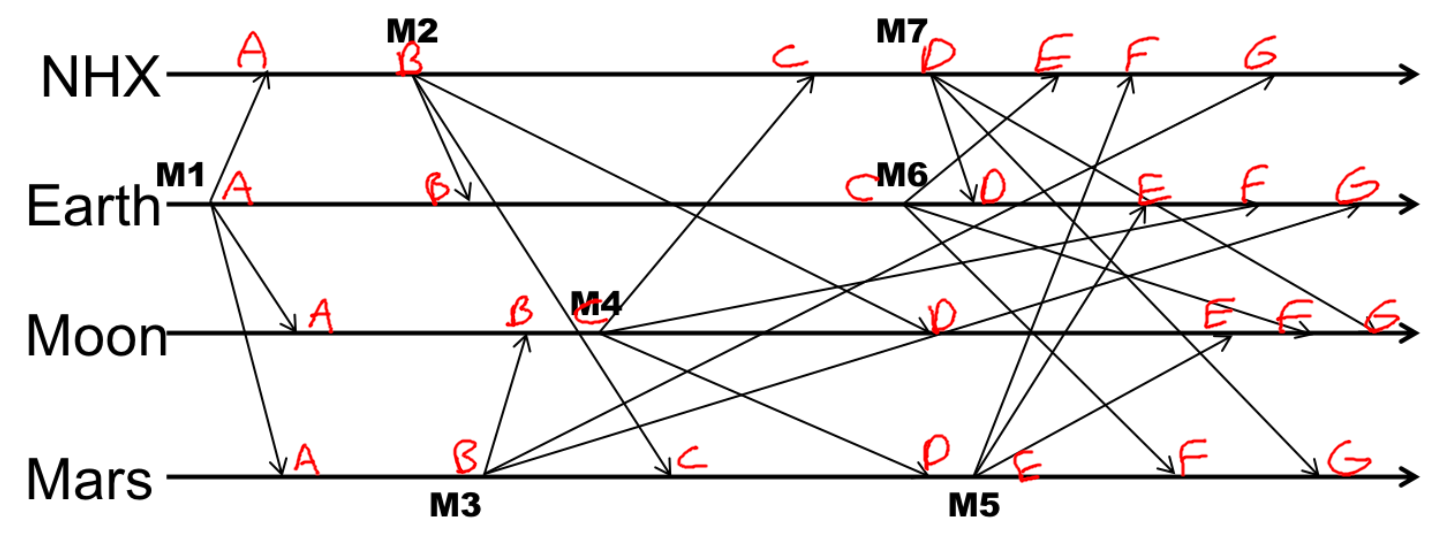 M2 M7
A B C D E F G
NHX
M1 M6
A B C D E F G
Earth
M4
A B C D E F G
Moon
A B C D E F G
Mars
M3 M5